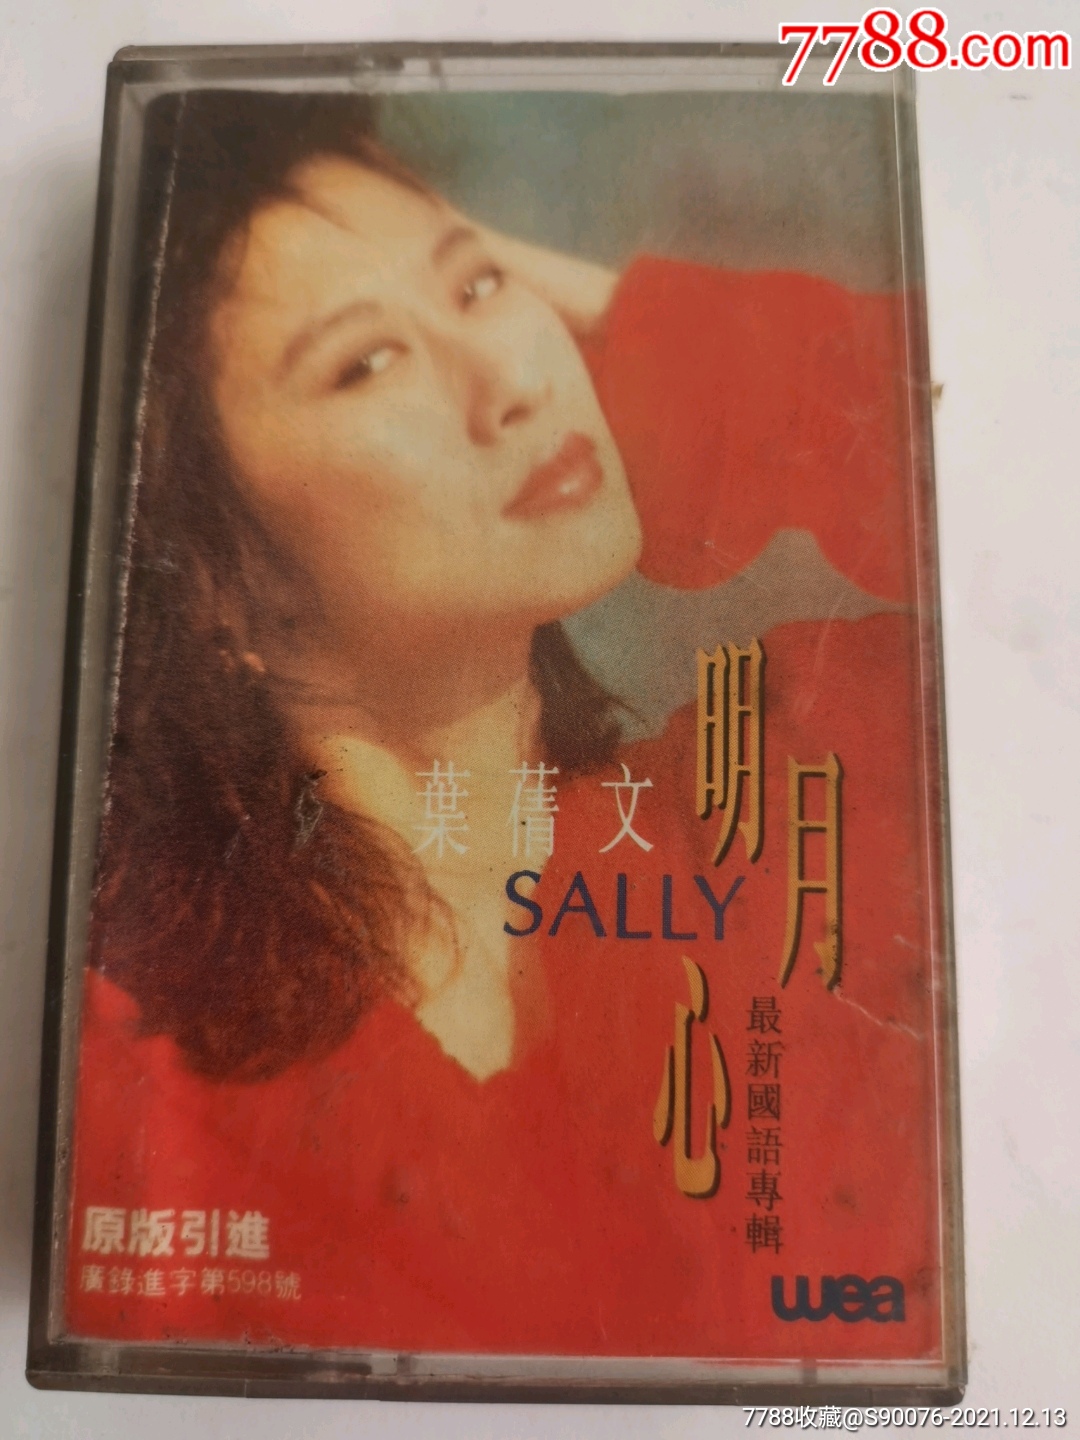 7788.com
明月心
葉蒨文
SALLY
最新國語專輯
原版引進
廣錄進字第598號
wea
7788收藏@S90076-2021.12.13